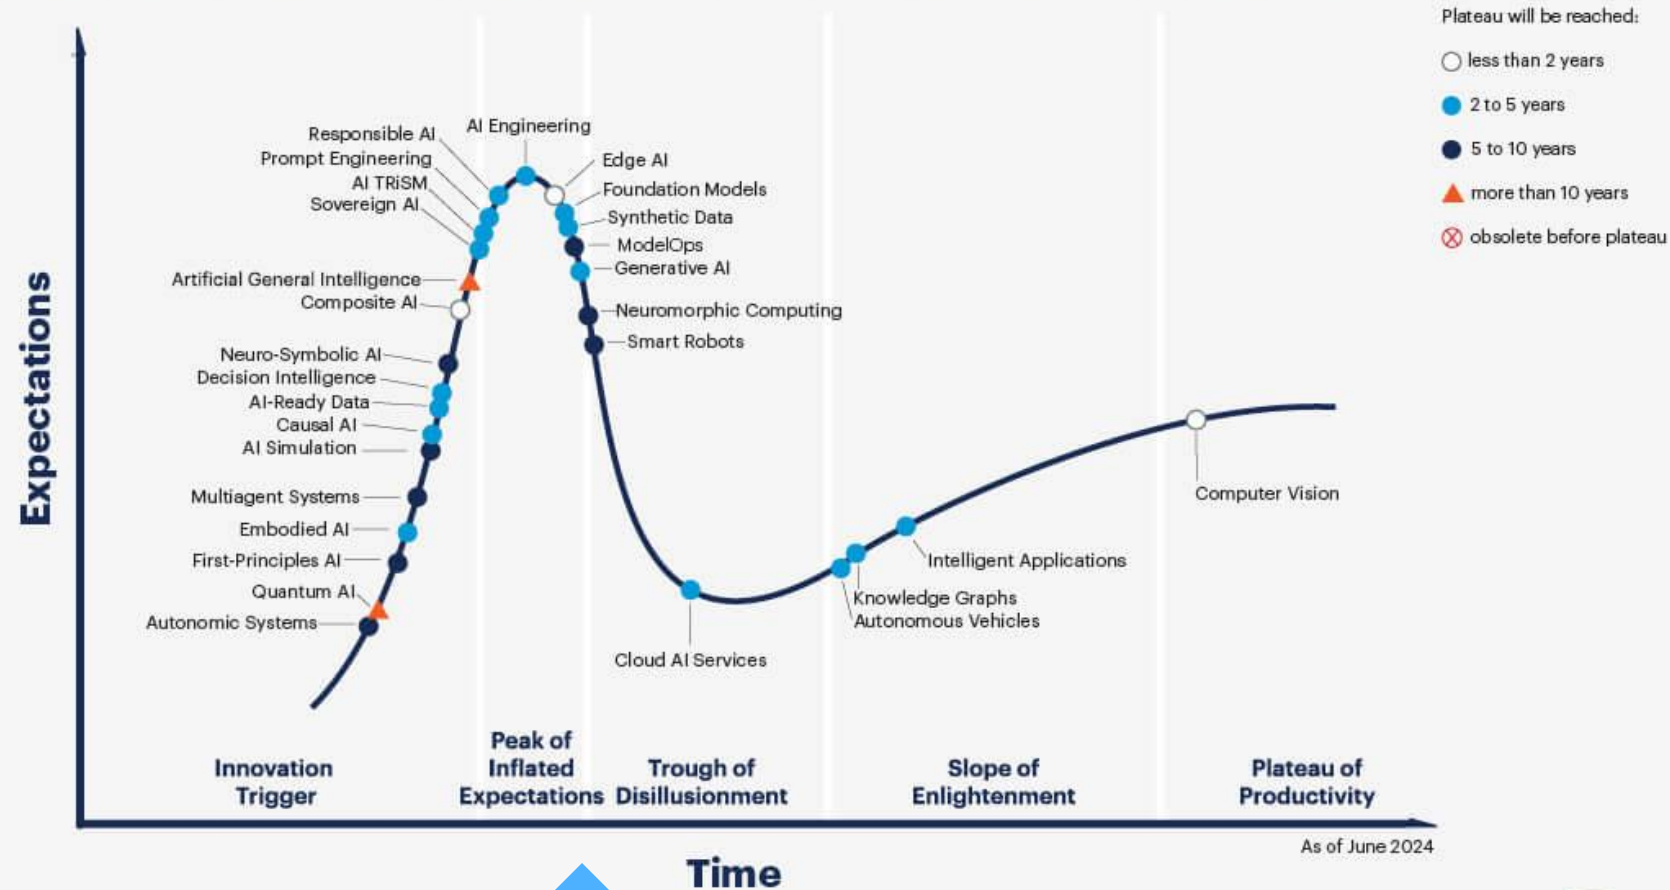 Plateau will be reached:
less than 2 years
2 to 5 years
5 to 10 years
more than 10 years
obsolete before plateau
Expectations
AI Engineering
Responsible AI
Prompt Engineering
AI TRiSM
Sovereign AI
Artificial General Intelligence
Composite AI
Neuro-Symbolic AI
Decision Intelligence
AI-Ready Data
Causal AI
AI Simulation
Multiagent Systems
Embodied AI
First-Principles AI
Quantum AI
Autonomic Systems
Edge AI
Foundation Models
Synthetic Data
ModelOps
Generative AI
Neuromorphic Computing
Smart Robots
Cloud AI Services
Intelligent Applications
Knowledge Graphs
Autonomous Vehicles
Computer Vision
Innovation
Trigger
Peak of
Inflated
Expectations
Trough of
Disillusionment
Slope of
Enlightenment
Plateau of
Productivity
As of June 2024
Time